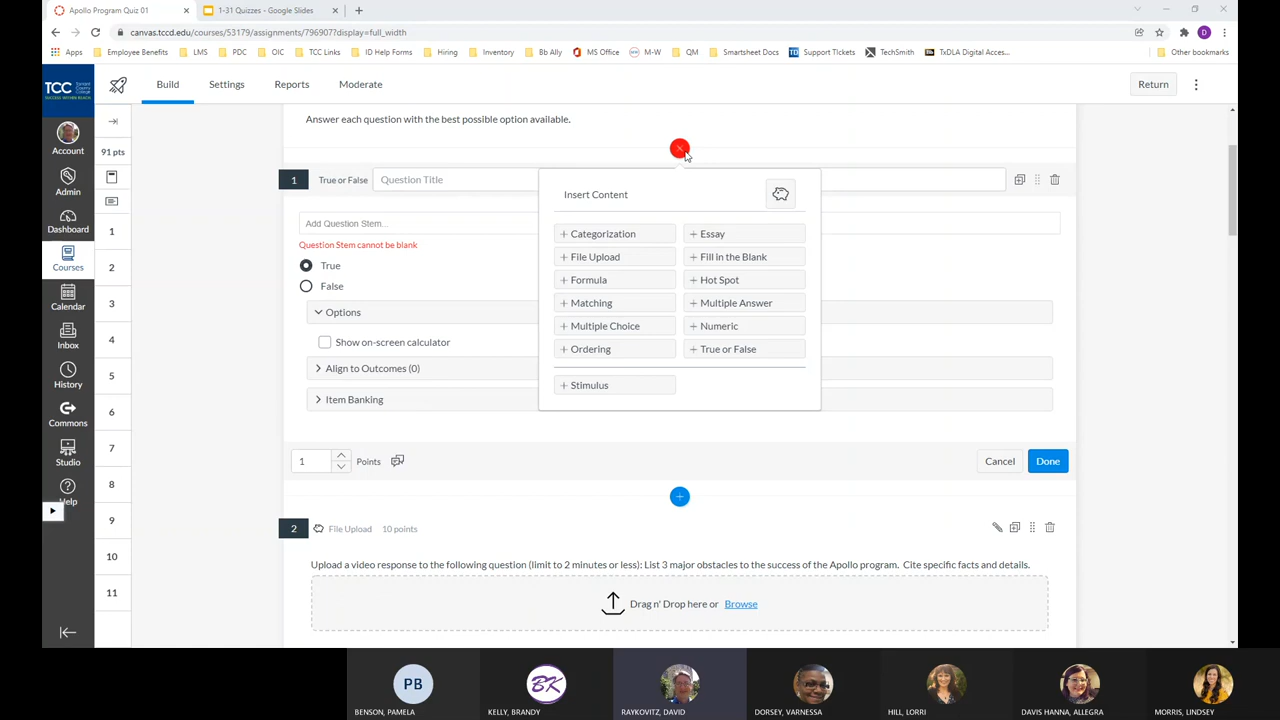 Apollo Program Quiz 01
1-31 Quizzes - Google Slides
canvas.tccd.edu/courses/53179/assignments/796907?display=full_width
Apps Employee Benefits LMS PDC OIC TCC Links ID Help Forms Hiring Inventory Bb Ally MS Office M-W QM Smartsheet Docs Support TIckets TechSmith TxDLA Digital Acces... Other bookmarks
TCC
Build Settings Reports Moderate Return
Answer each question with the best possible option available.
Account
91 pts
1 True or False Question Title
Insert Content
Admin
Add Question Stem...
Question Stem cannot be blank
Dashboard
True
False
Courses
Options
Show on-screen calculator
Calendar
Align to Outcomes (0)
Item Banking
Inbox
+ Categorization + Essay
+ File Upload + Fill in the Blank
+ Formula + Hot Spot
+ Matching + Multiple Answer
+ Multiple Choice + Numeric
+ Ordering + True or False
+ Stimulus
History
Commons
Studio
Help
1
2
3
4
5
6
7
8
9
10
11
1 Points Cancel Done
2 File Upload 10 points
Upload a video response to the following question (limit to 2 minutes or less): List 3 major obstacles to the success of the Apollo program. Cite specific facts and details.
Drag n' Drop here or Browse
PB
BK
BENSON, PAMELA
KELLY, BRANDY
RAYKOVITZ, DAVID
DORSEY, VARNESSA
HILL, LORRI
DAVIS HANNA, ALLEGRA
MORRIS, LINDSEY